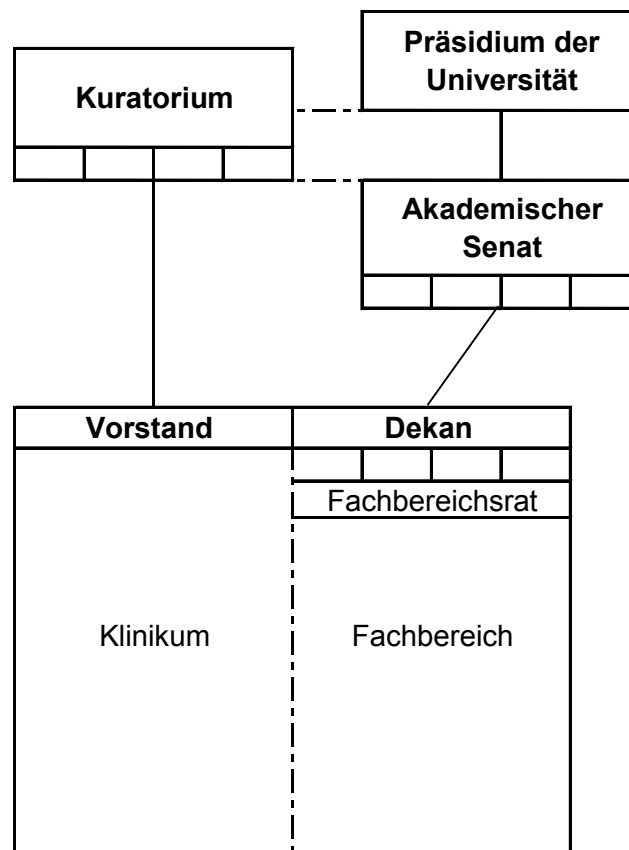 Präsidium der
Universität
Kuratorium
Akademischer
Senat
Vorstand
Dekan
Fachbereichsrat
Klinikum
Fachbereich